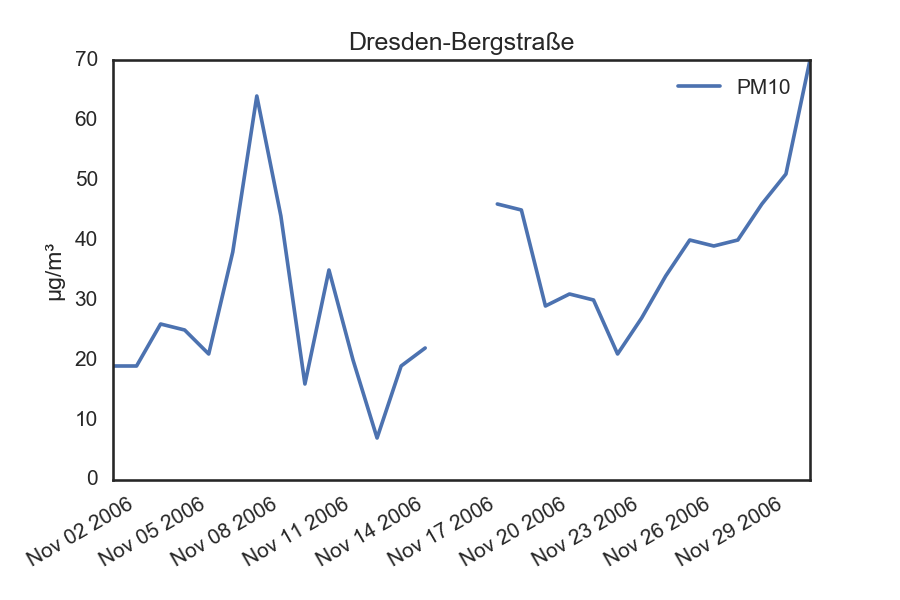 Dresden-Bergstraße
PM10
µg/m³
70
60
50
40
30
20
10
0
Nov 02 2006
Nov 05 2006
Nov 08 2006
Nov 11 2006
Nov 14 2006
Nov 17 2006
Nov 20 2006
Nov 23 2006
Nov 26 2006
Nov 29 2006